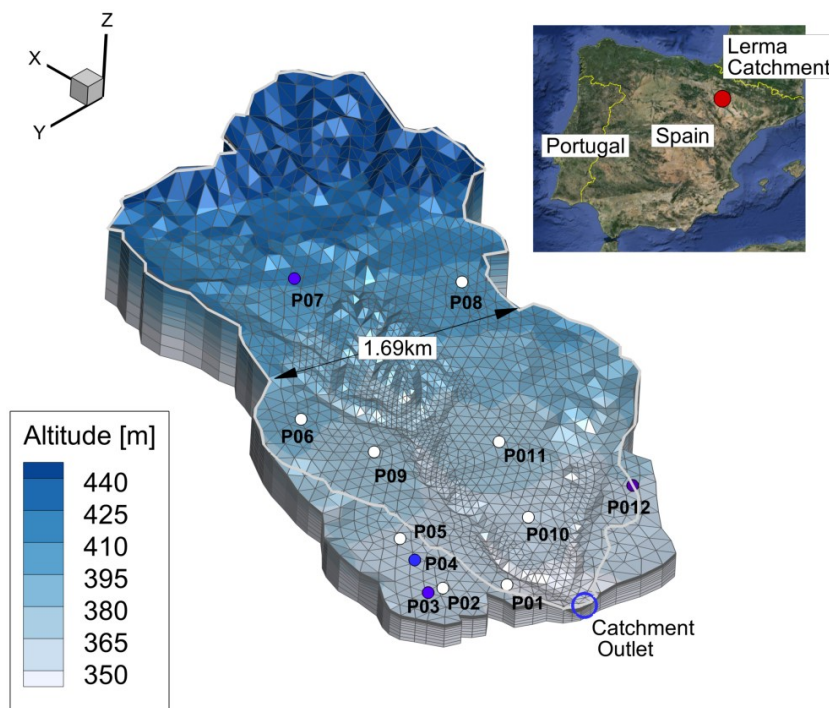 Z
X
Y
Lerma
Catchment
Portugal
Spain
P07
P08
1.69km
P06
P09
P011
P012
P010
P05
P04
P03
P02
P01
Catchment
Outlet
Altitude [m]
440
425
410
395
380
365
350